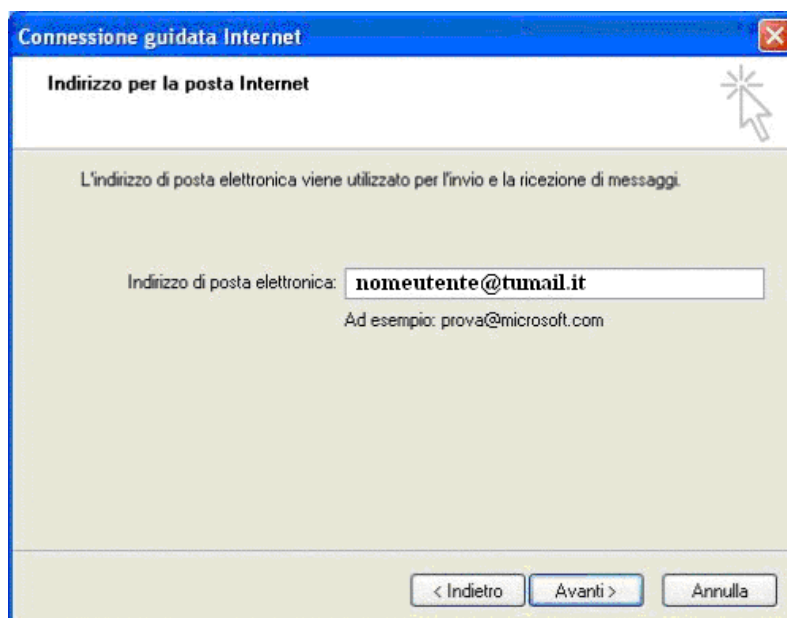 Connessione guidata Internet
Indirizzo per la posta Internet
L'indirizzo di posta elettronica viene utilizzato per l'invio e la ricezione di messaggi.
Indirizzo di posta elettronica: nomeutente@tumail.it
Ad esempio: prova@microsoft.com
< Indietro Avanti > Annulla